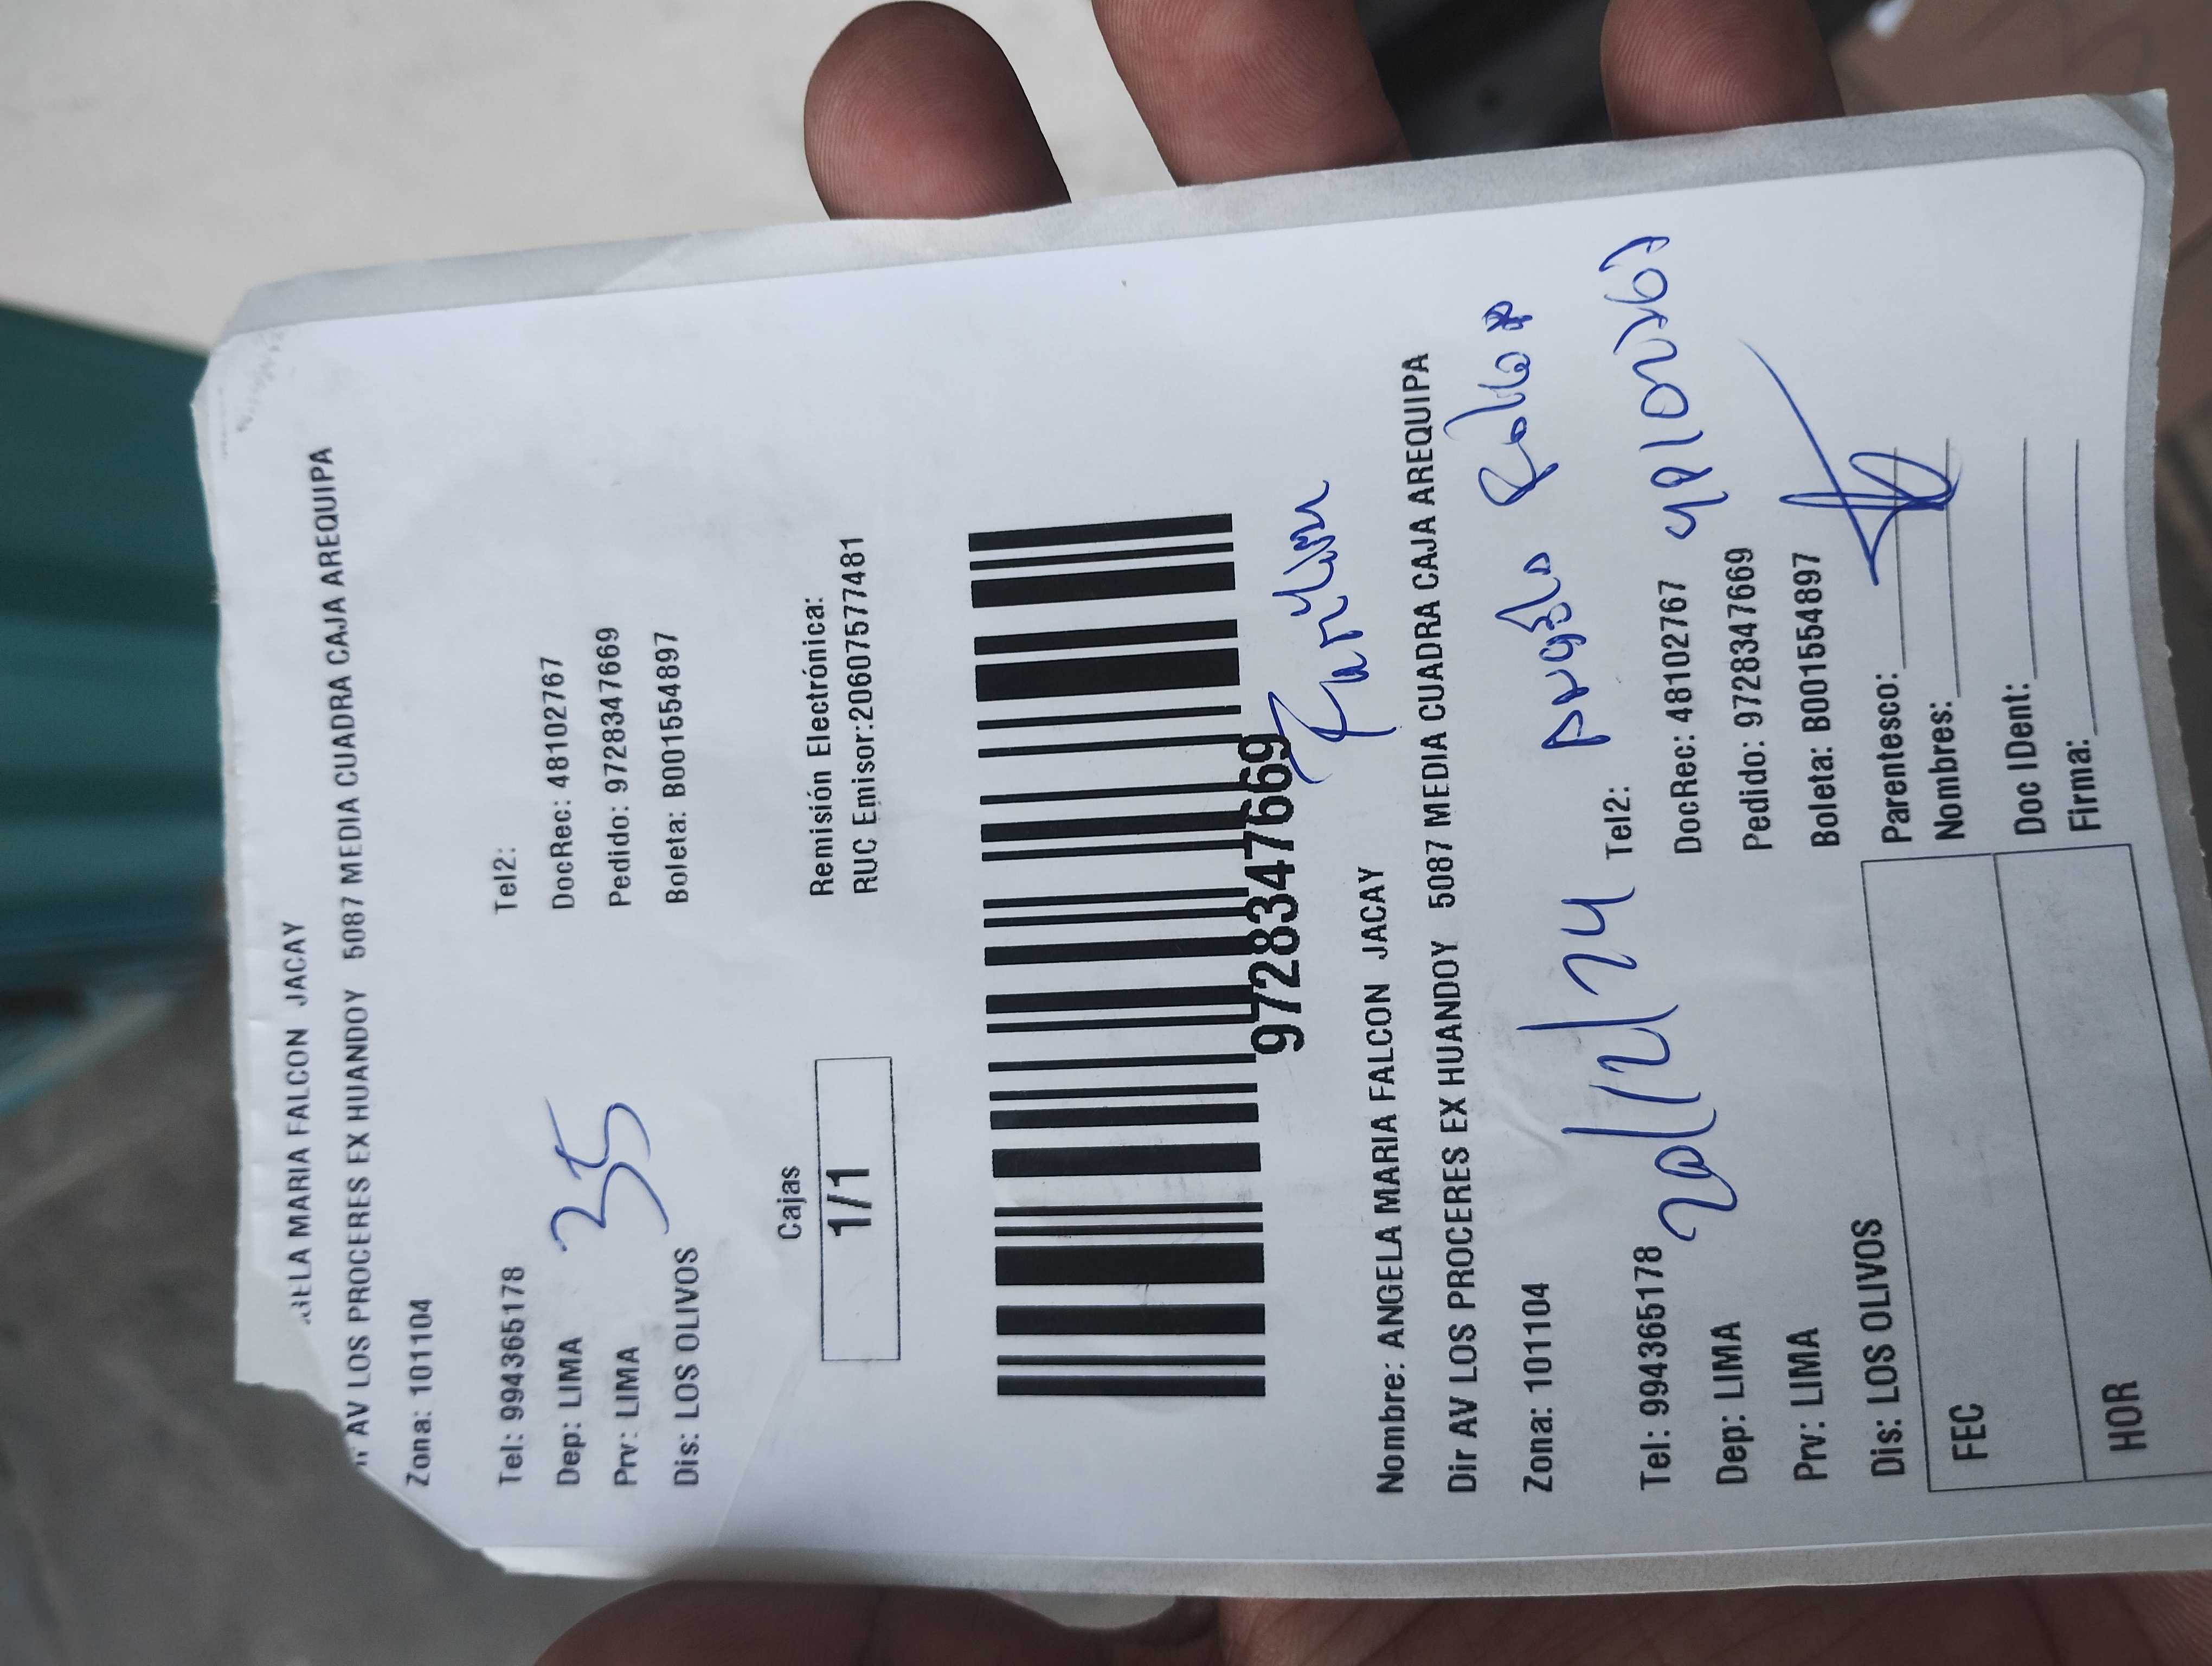 GELA MARIA FALCON JACAY
AV LOS PROCERES EX HUANDOY 5087 MEDIA CUADRA CAJA AREQUIPA
Zona: 101104
Tel: 994365178 Tel2:
Dep: LIMA DocRec: 48102767
35
Prv: LIMA Pedido: 9728347669
Dis: LOS OLIVOS Boleta: B001554897
Cajas Remisión Electrónica:
1/1 RUC Emisor:20607577481
9728347669
Nombre: ANGELA MARIA FALCON JACAY
Dir AV LOS PROCERES EX HUANDOY 5087 MEDIA CUADRA CAJA AREQUIPA
Zona: 101104
20/12/24
Tel: 994365178 Tel2:
Dep: LIMA DocRec: 48102767
Prv: LIMA Pedido: 9728347669
Dis: LOS OLIVOS Boleta: B001554897
FEC Parentesco:
Nombres:
HOR Doc IDent:
Firma: